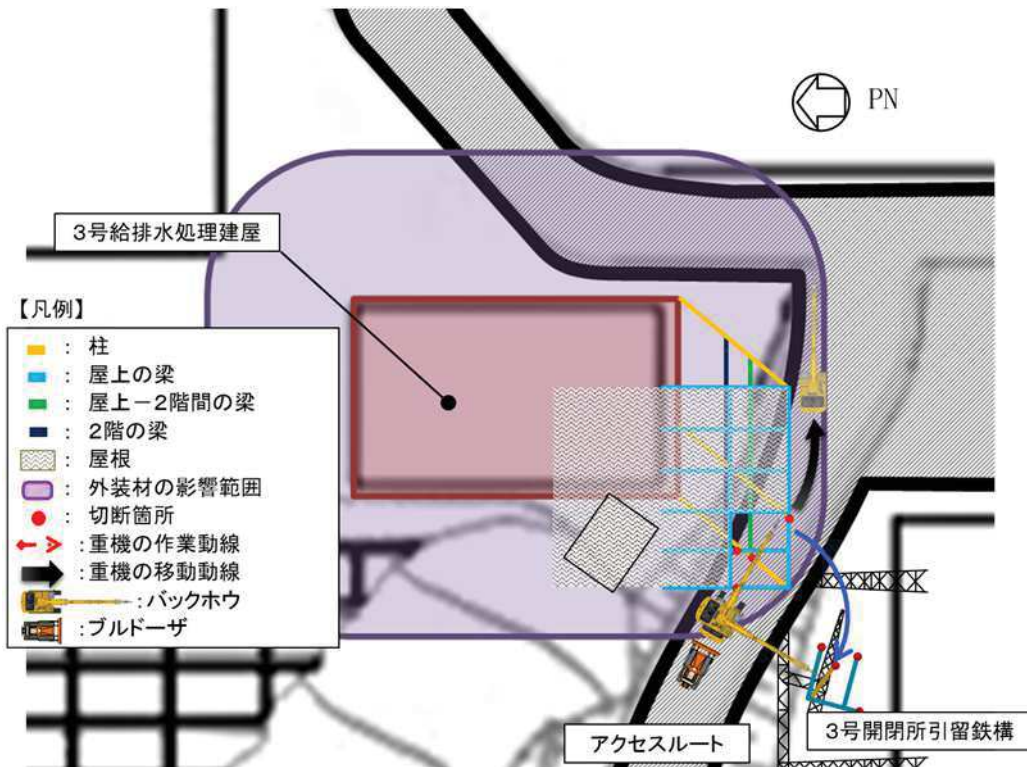 PN
3号給排水処理建屋
【凡例】
: 柱
: 屋上の梁
: 屋上－2階間の梁
: 2階の梁
: 屋根
: 外装材の影響範囲
: 切断箇所
: 重機の作業動線
: 重機の移動動線
: バックホウ
: ブルドーザ
アクセスルート
3号開閉所引留鉄構